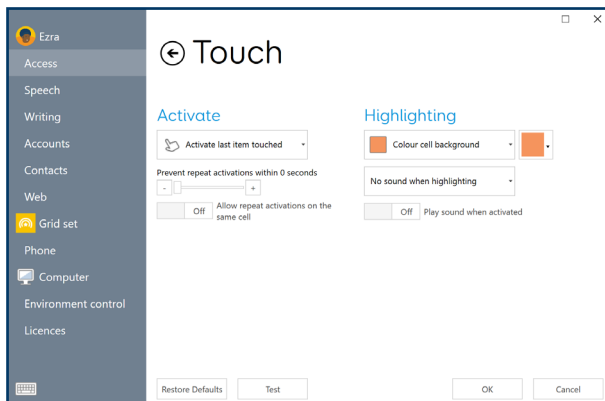 Ezra
Access
Speech
Writing
Accounts
Contacts
Web
Grid set
Phone
Computer
Environment control
Licences
Touch
Activate
Activate last item touched
Prevent repeat activations within 0 seconds
-
+
Off
Allow repeat activations on the
same cell
Highlighting
Colour cell background
No sound when highlighting
Off
Play sound when activated
Restore Defaults
Test
OK
Cancel